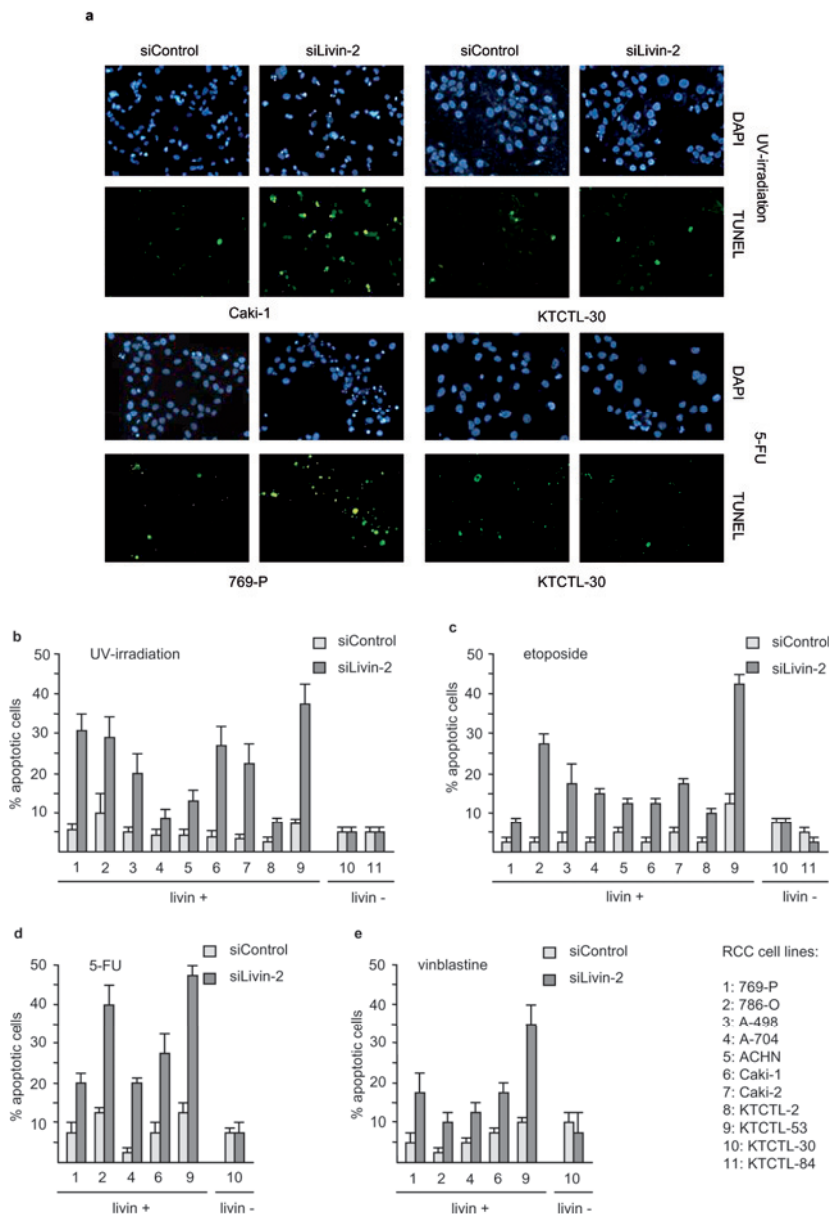 a
siControl siLivin-2 siControl siLivin-2
DAPI
UV-irradiation
TUNEL
Caki-1 KTCTL-30
DAPI
5-FU
TUNEL
769-P KTCTL-30
b
UV-irradiation
siControl
siLivin-2
% apoptotic cells
50
30
20
10
1 2 3 4 5 6 7 8 9 10 11
livin + livin -
c
etoposide
siControl
siLivin-2
% apoptotic cells
50
30
20
10
1 2 3 4 5 6 7 8 9 10 11
livin + livin -
d
5-FU
siControl
siLivin-2
% apoptotic cells
50
30
20
10
1 2 4 6 9 10
livin + livin -
e
vinblastine
siControl
siLivin-2
% apoptotic cells
50
30
20
10
1 2 4 6 9 10
livin + livin -
RCC cell lines:
1: 769-P
2: 786-O
3: A-498
4: A-704
5: ACHN
6: Caki-1
7: Caki-2
8: KTCTL-2
9: KTCTL-53
10: KTCTL-30
11: KTCTL-84